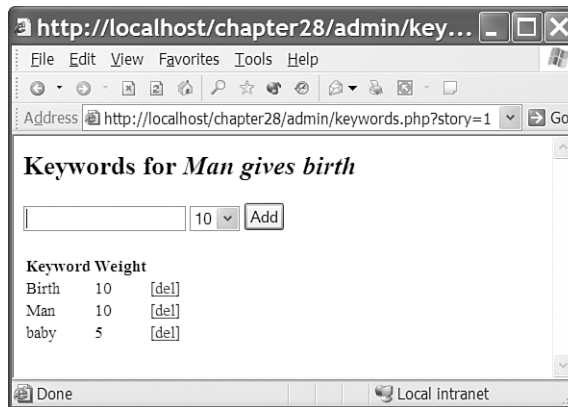 http://localhost/chapter28/admin/key...
File Edit View Favorites Tools Help
Address http://localhost/chapter28/admin/keywords.php?story=1 Go
Keywords for Man gives birth
10 Add
Keyword Weight
Birth 10 [del]
Man 10 [del]
baby 5 [del]
Done Local intranet